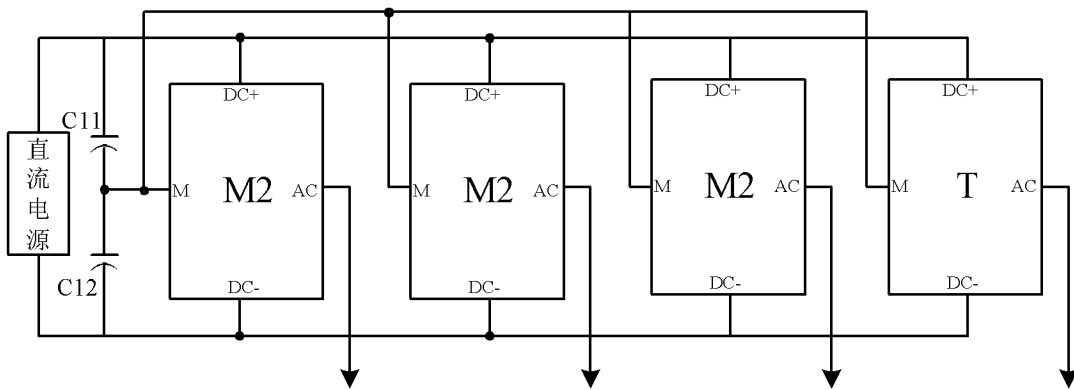 直流电源
C11
C12
DC+
M
M2
AC
DC-
DC+
M
M2
AC
DC-
DC+
M
M2
AC
DC-
DC+
M
T
AC
DC-